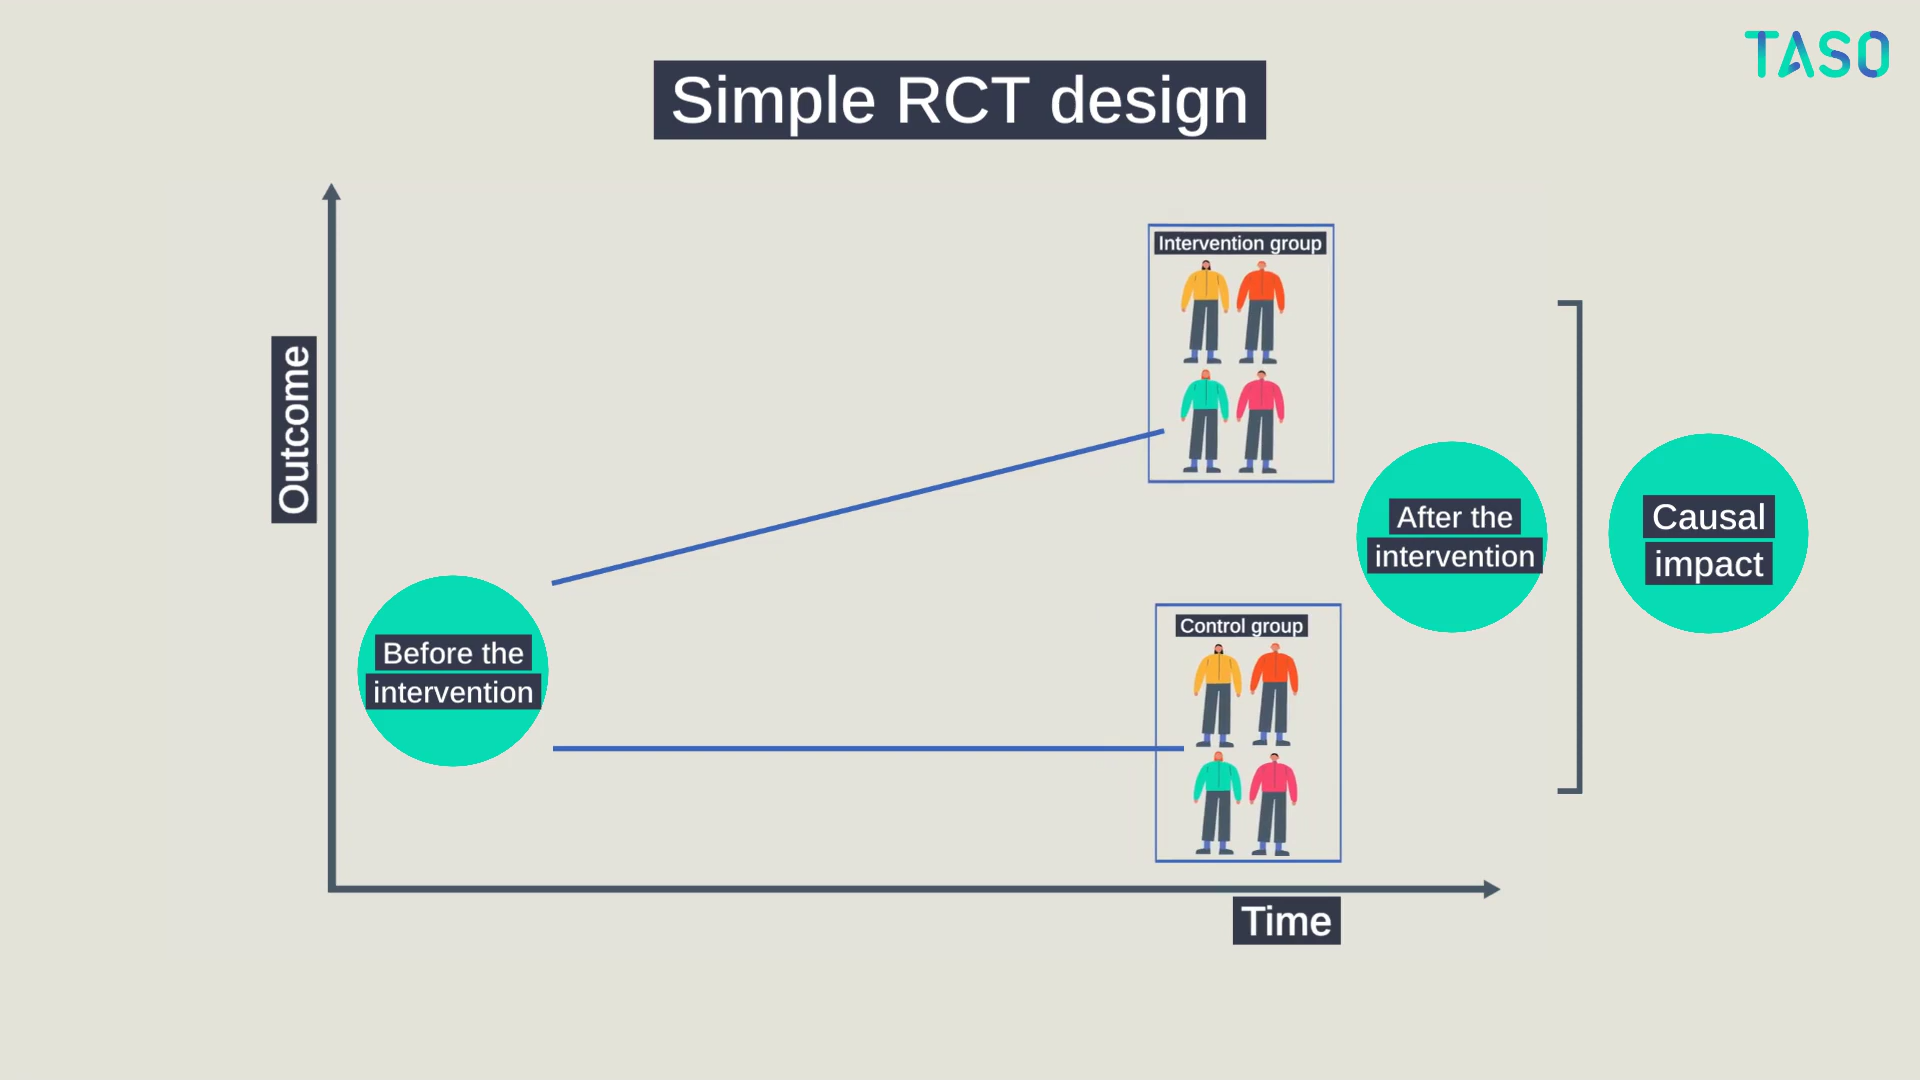 TASO
Simple RCT design
Intervention group
Outcome
After the
intervention
Causal
impact
Before the
intervention
Control group
Time